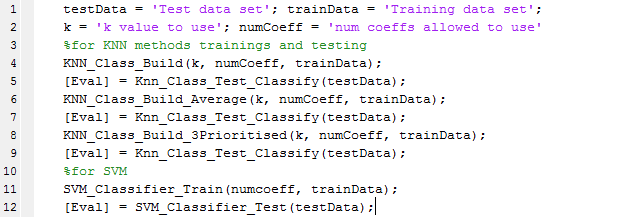 1 testData = 'Test data set'; trainData = 'Training data set';
2 k = 'k value to use'; numCoeff = 'num coeffs allowed to use'
3 %for KNN methods trainings and testing
4 KNN_Class_Build(k, numCoeff, trainData);
5 [Eval] = Knn_Class_Test_Classify(testData);
6 KNN_Class_Build_Average(k, numCoeff, trainData);
7 [Eval] = Knn_Class_Test_Classify(testData);
8 KNN_Class_Build_3Prioritised(k, numCoeff, trainData);
9 [Eval] = Knn_Class_Test_Classify(testData);
10 %for SVM
11 SVM_Classifier_Train(numcoeff, trainData);
12 [Eval] = SVM_Classifier_Test(testData);